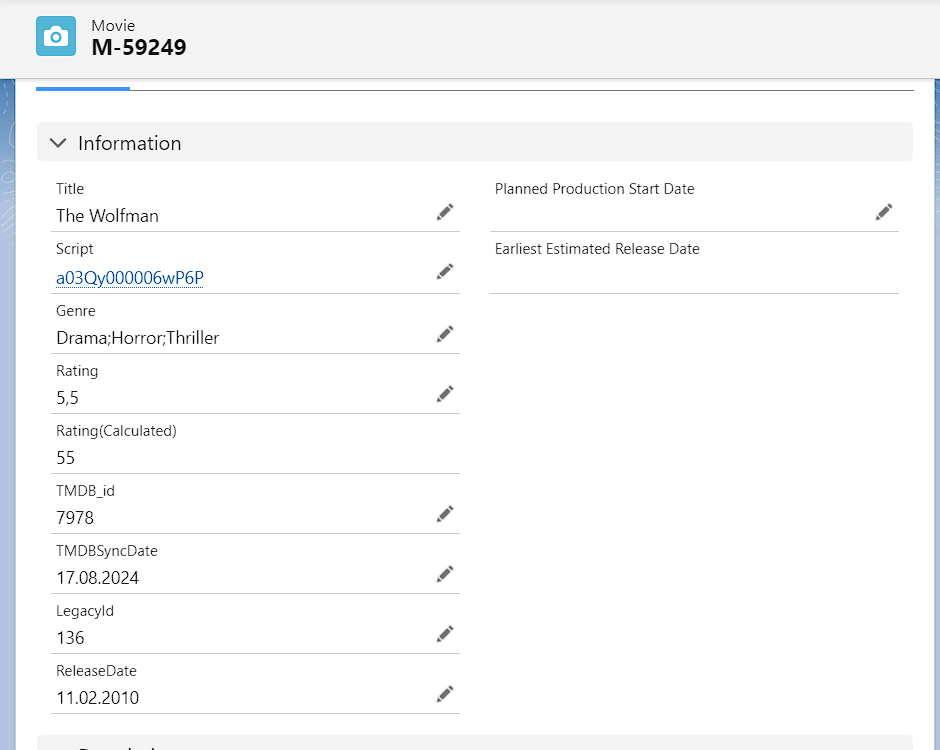 Movie
M-59249
Information
Title
The Wolfman
Script
a03Qy000006wP6P
Genre
Drama;Horror;Thriller
Rating
5,5
Rating(Calculated)
55
TMDB_id
7978
TMDBSyncDate
17.08.2024
LegacyId
136
ReleaseDate
11.02.2010
Planned Production Start Date
Earliest Estimated Release Date